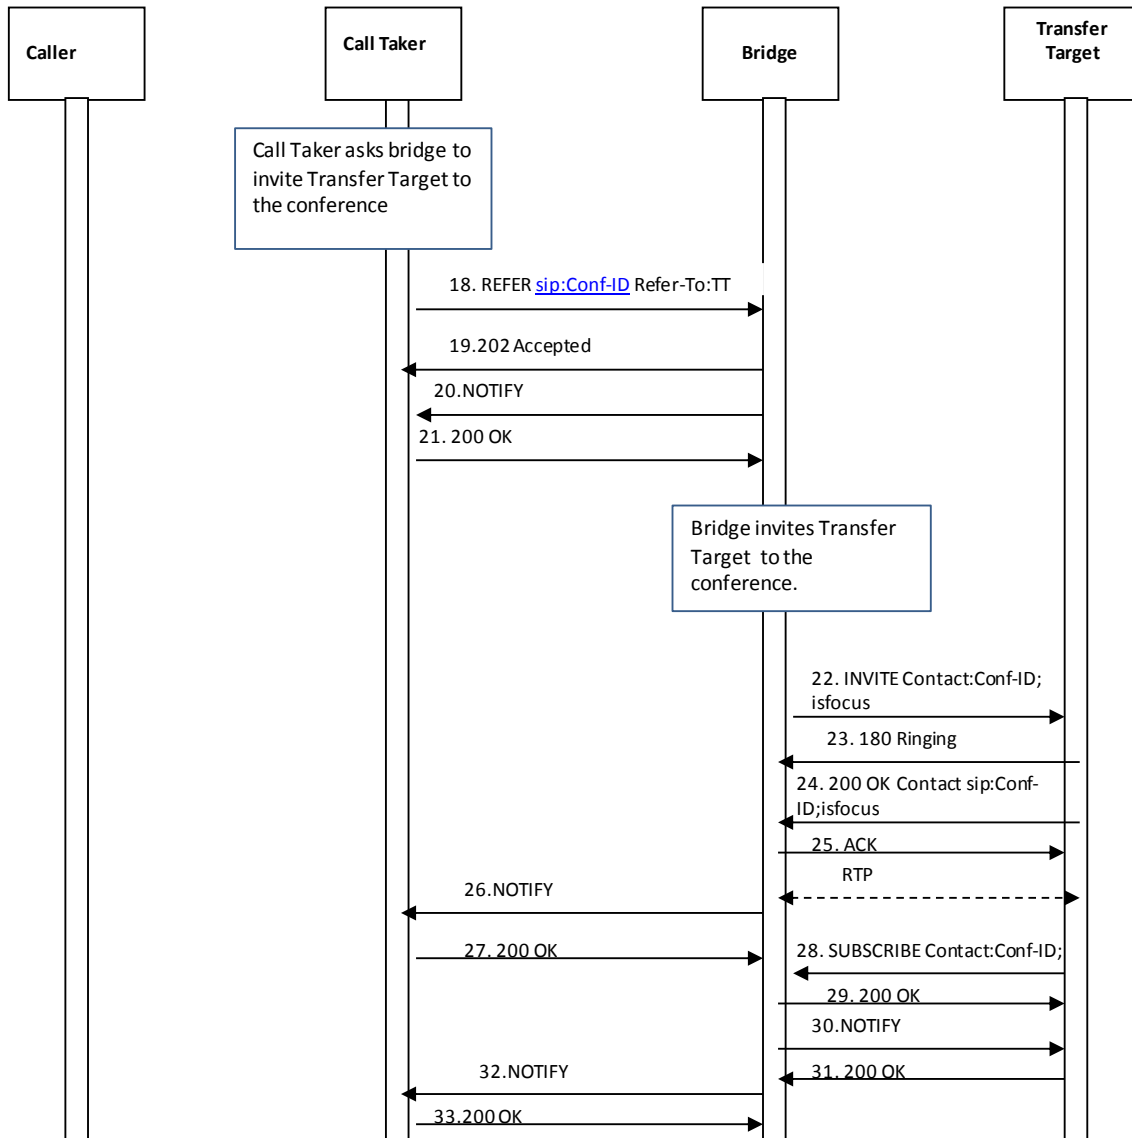 Caller
Call Taker
Bridge
Transfer
Target
Call Taker asks bridge to
invite Transfer Target to
the conference
18. REFER sip:Conf-ID Refer-To:TT
19.202 Accepted
20.NOTIFY
21. 200 OK
Bridge invites Transfer
Target to the
conference.
22. INVITE Contact:Conf-ID;
isfocus
23. 180 Ringing
24. 200 OK Contact sip:Conf-
ID;isfocus
25. ACK
RTP
26.NOTIFY
27. 200 OK
28. SUBSCRIBE Contact:Conf-ID;
29. 200 OK
30.NOTIFY
31. 200 OK
32.NOTIFY
33.200 OK